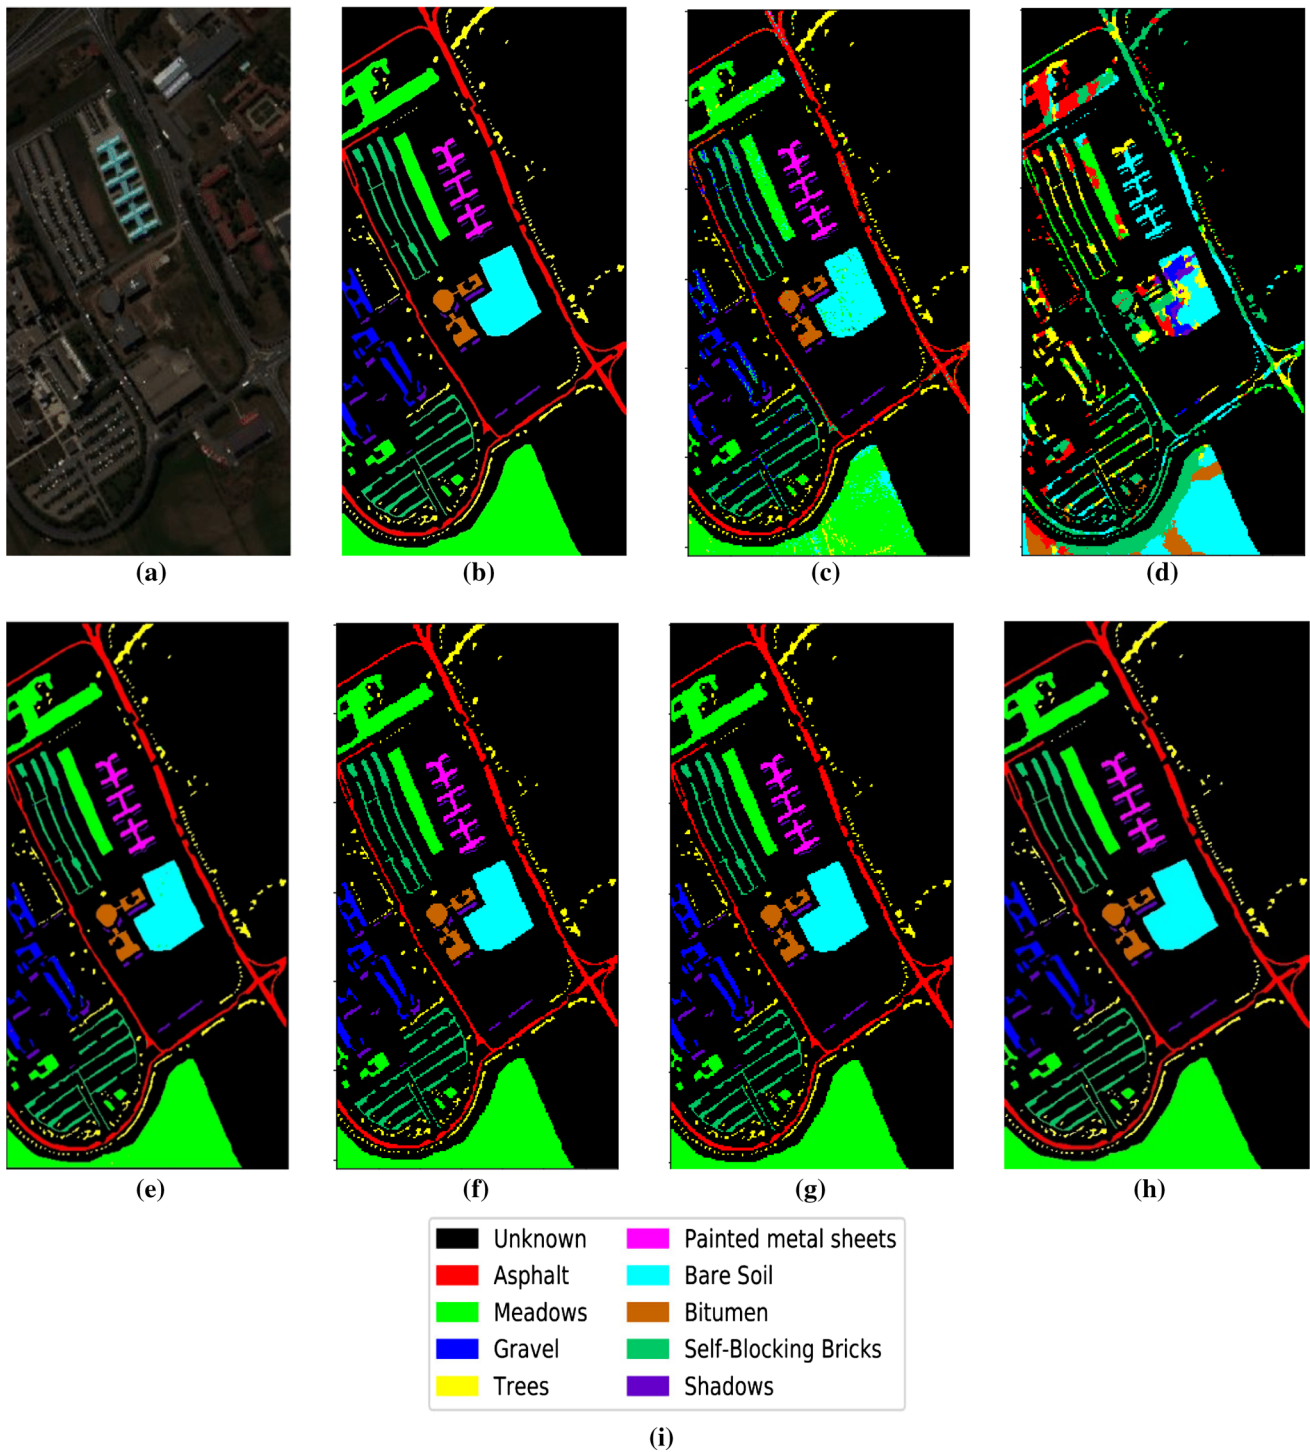 (a)
(b)
(c)
(d)
(e)
(f)
(g)
(h)
Unknown
Painted metal sheets
Asphalt
Bare Soil
Meadows
Bitumen
Gravel
Self-Blocking Bricks
Trees
Shadows
(i)